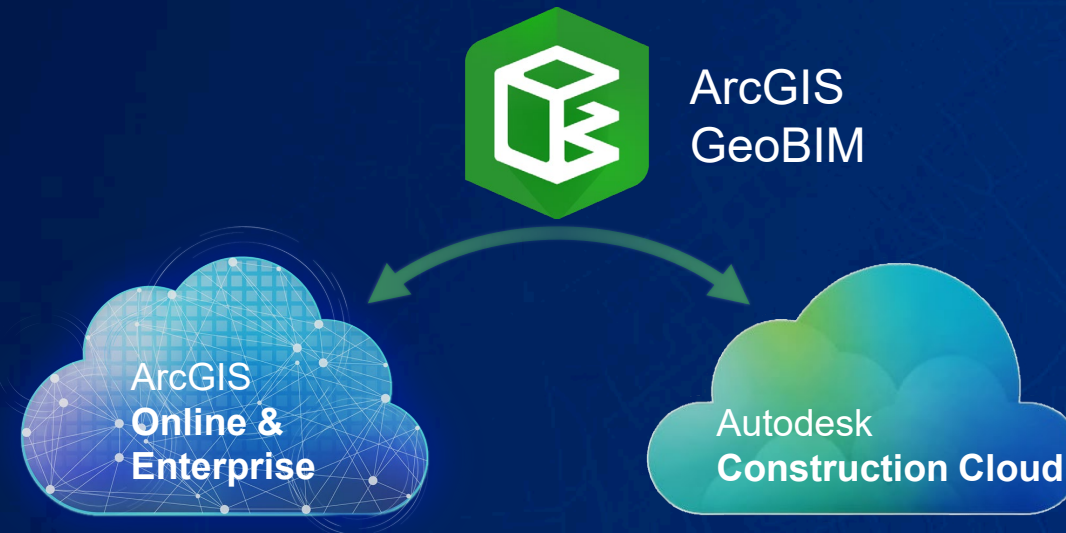 ArcGIS
GeoBIM
ArcGIS
Online &
Enterprise
Autodesk
Construction Cloud